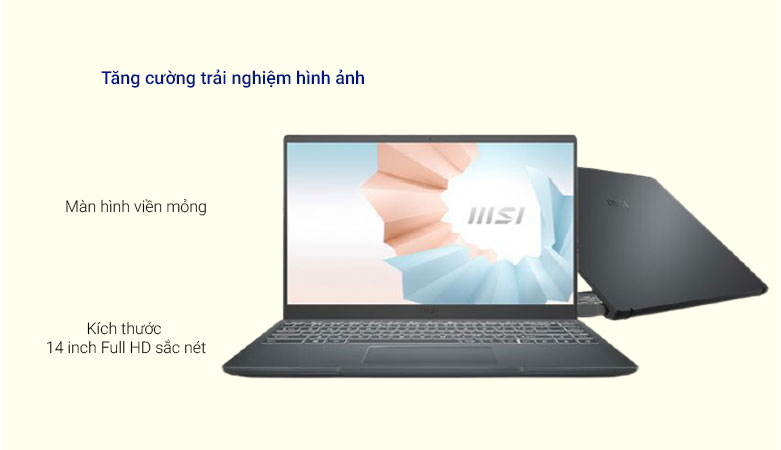 Tăng cường trải nghiệm hình ảnh
Màn hình viền mỏng
msi
Kích thước
14 inch Full HD sắc nét
msi